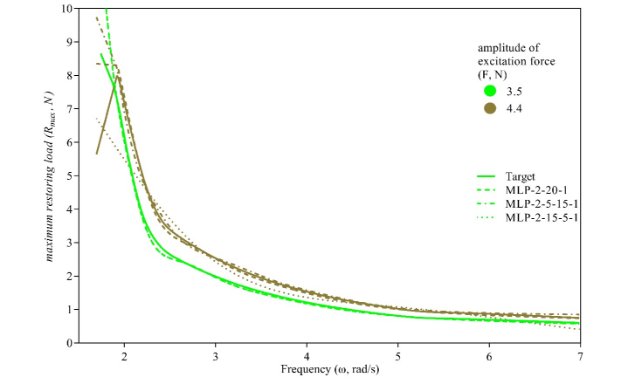 10
9
8
7
6
5
4
3
2
1
0
maximum restoring load (Rmax, N)
2
3
4
5
6
7
Frequency (ω, rad/s)
amplitude of
excitation force
(F, N)
3.5
4.4
Target
MLP-2-20-1
MLP-2-5-15-1
MLP-2-15-5-1